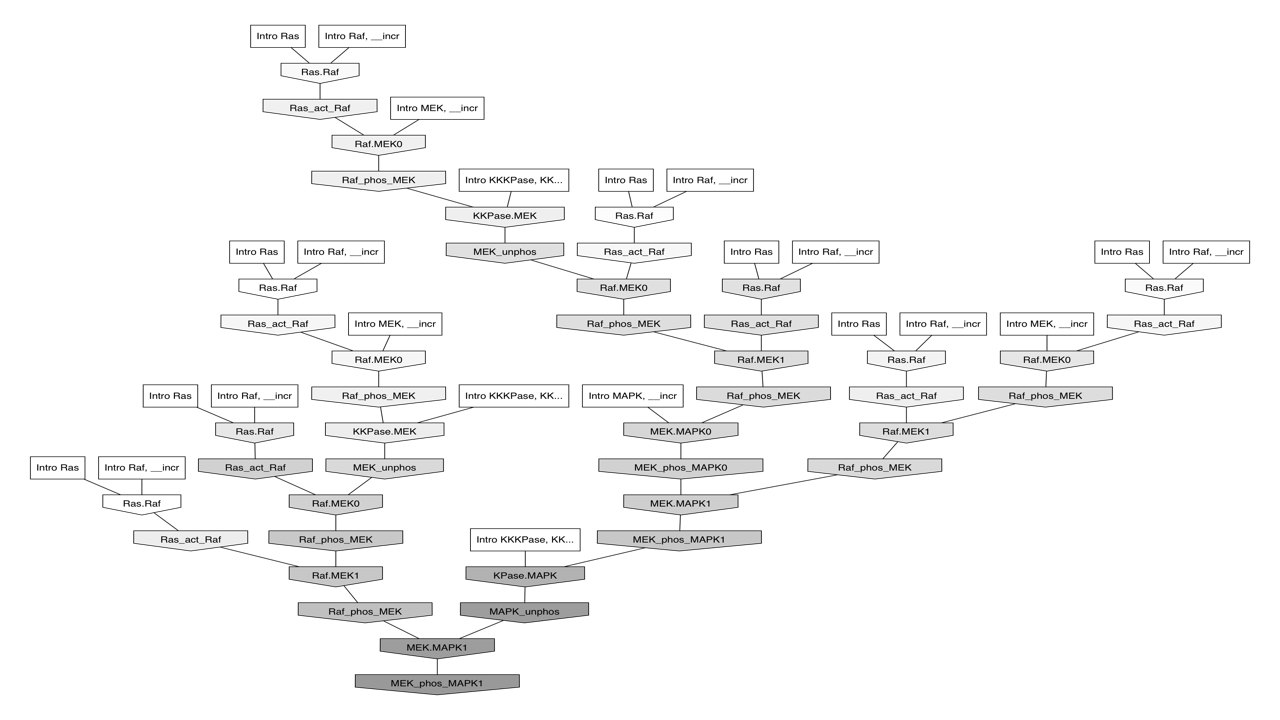 Intro Ras
Intro Raf, __incr
Ras.Raf
Ras_act_Raf
Intro MEK, __incr
Raf.MEK0
Raf_phos_MEK
Intro KKKPase, KK...
Intro Ras
Intro Raf, __incr
KKPase.MEK
Ras.Raf
Intro Ras
Intro Raf, __incr
MEK_unphos
Ras_act_Raf
Intro Ras
Intro Raf, __incr
Intro Ras
Intro Raf, __incr
Ras.Raf
Raf.MEK0
Ras.Raf
Ras.Raf
Ras_act_Raf
Intro MEK, __incr
Raf_phos_MEK
Ras_act_Raf
Intro Ras
Intro Raf, __incr
Intro MEK, __incr
Ras_act_Raf
Raf.MEK0
Raf.MEK1
Ras.Raf
Raf.MEK0
Intro Ras
Intro Raf, __incr
Raf_phos_MEK
Intro KKKPase, KK...
Intro MAPK, __incr
Raf_phos_MEK
Ras_act_Raf
Raf_phos_MEK
Ras.Raf
KKPase.MEK
MEK.MAPK0
Raf.MEK1
Intro Ras
Intro Raf, __incr
Ras_act_Raf
MEK_unphos
MEK_phos_MAPK0
Raf_phos_MEK
Ras.Raf
Raf.MEK0
MEK.MAPK1
Ras_act_Raf
Raf_phos_MEK
Intro KKKPase, KK...
MEK_phos_MAPK1
Raf.MEK1
KPase.MAPK
Raf_phos_MEK
MAPK_unphos
MEK.MAPK1
MEK_phos_MAPK1